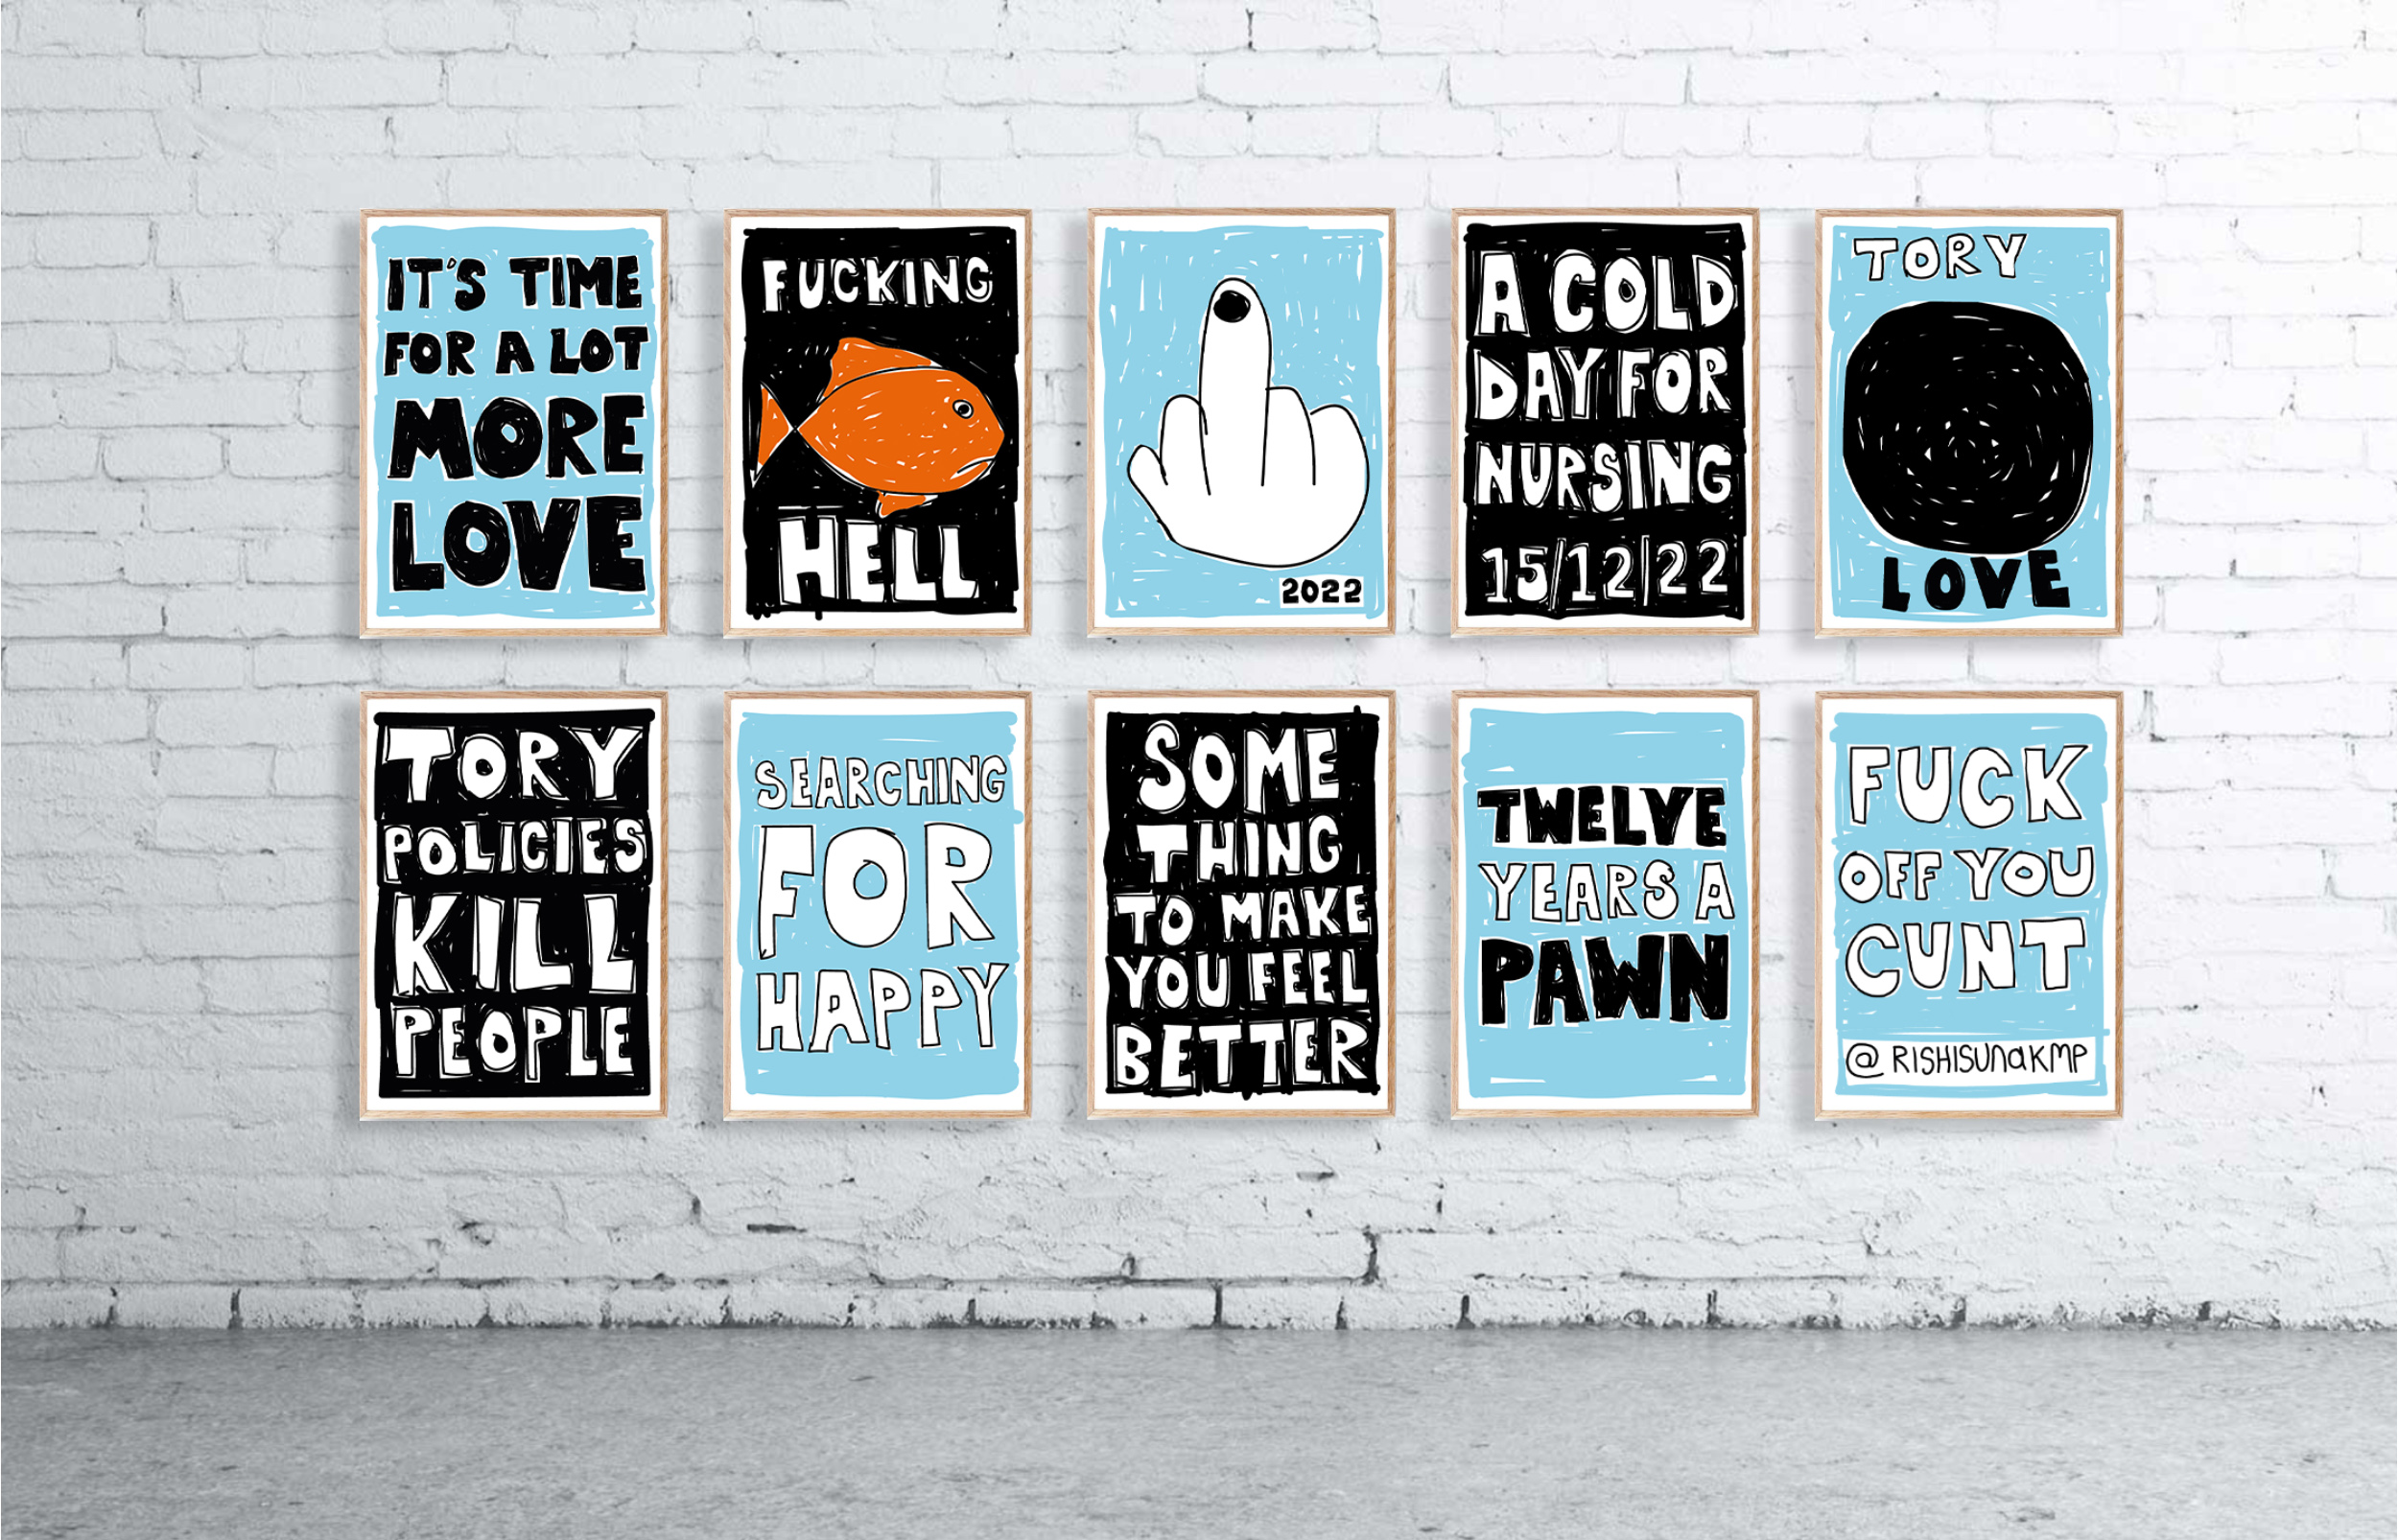 IT'S TIME
FOR A LOT
MORE
LOVE
FUCKING
HELL
2022
A COLD
DAY FOR
NURSING
15/12/22
TORY
LOVE
TORY
POLICIES
KILL
PEOPLE
SEARCHING
FOR
HAPPY
SOME
THING
TO MAKE
YOU FEEL
BETTER
TWELVE
YEARS A
PAWN
FUCK
OFF YOU
CUNT
@RISHISUNAKMP